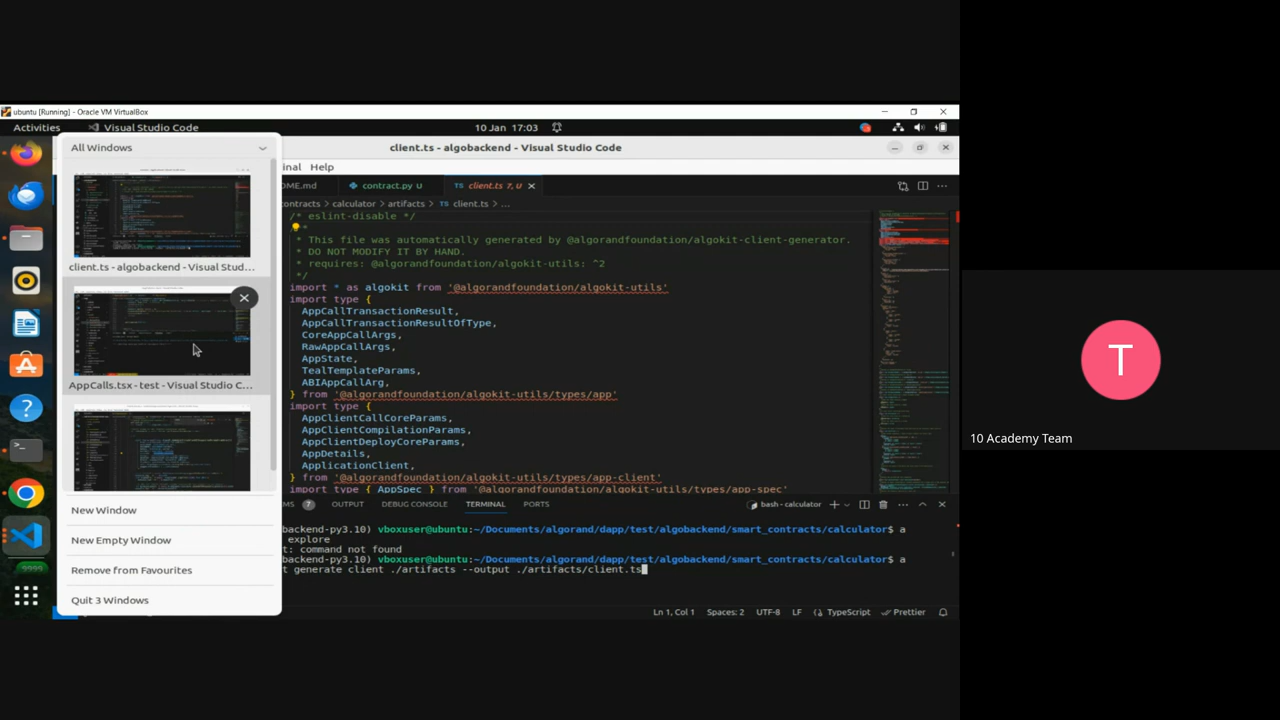 ubuntu [Running] - Oracle VM VirtualBox
Activities
Visual Studio Code
10 Jan 17:03
All Windows
client.ts - algobackend - Visual Stud...
AppCalls.tsx - test - Visual Studio C...
New Window
New Empty Window
Remove from Favourites
Quit 3 Windows
client.ts - algobackend - Visual Studio Code
inal Help
OME.md
contract.py U
TS client.ts 7, U
contracts > calculator > artifacts > TS client.ts > ...
/* eslint-disable */
*
* This file was automatically generated by @algorandfoundation/algokit-client-generator.
* DO NOT MODIFY IT BY HAND.
* requires: @algorandfoundation/algokit-utils: ^2
*/
import * as algokit from '@algorandfoundation/algokit-utils'
import type {
AppCallTransactionResult,
AppCallTransactionResultOfType,
CoreAppCallArgs,
RawAppCallArgs,
AppState,
TealTemplateParams,
ABIAppCallArg,
} from '@algorandfoundation/algokit-utils/types/app'
import type {
AppClientCallCoreParams,
AppClientCompilationParams,
AppClientDeployCoreParams,
AppDetails,
ApplicationClient,
} from '@algorandfoundation/algokit-utils/types/app-client'
import type { AppSpec } from '@algorandfoundation/algokit-utils/types/app-spec'
MS 7 OUTPUT DEBUG CONSOLE TERMINAL PORTS
bash - calculator
backend-py3.10) vboxuser@ubuntu:~/Documents/algorand/dapp/test/algobackend/smart_contracts/calculator$ a
explore
t: command not found
backend-py3.10) vboxuser@ubuntu:~/Documents/algorand/dapp/test/algobackend/smart_contracts/calculator$ a
t generate client ./artifacts --output ./artifacts/client.ts
Ln 1, Col 1 Spaces: 2 UTF-8 LF TypeScript Prettier
T
10 Academy Team